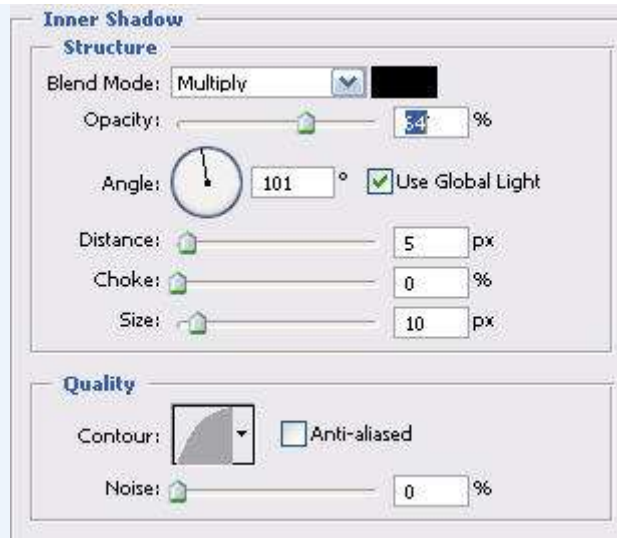 Inner Shadow
Structure
Blend Mode: Multiply
Opacity: 64 %
Angle: 101 ° Use Global Light
Distance: 5 px
Choke: 0 %
Size: 10 px
Quality
Contour: Anti-aliased
Noise: 0 %